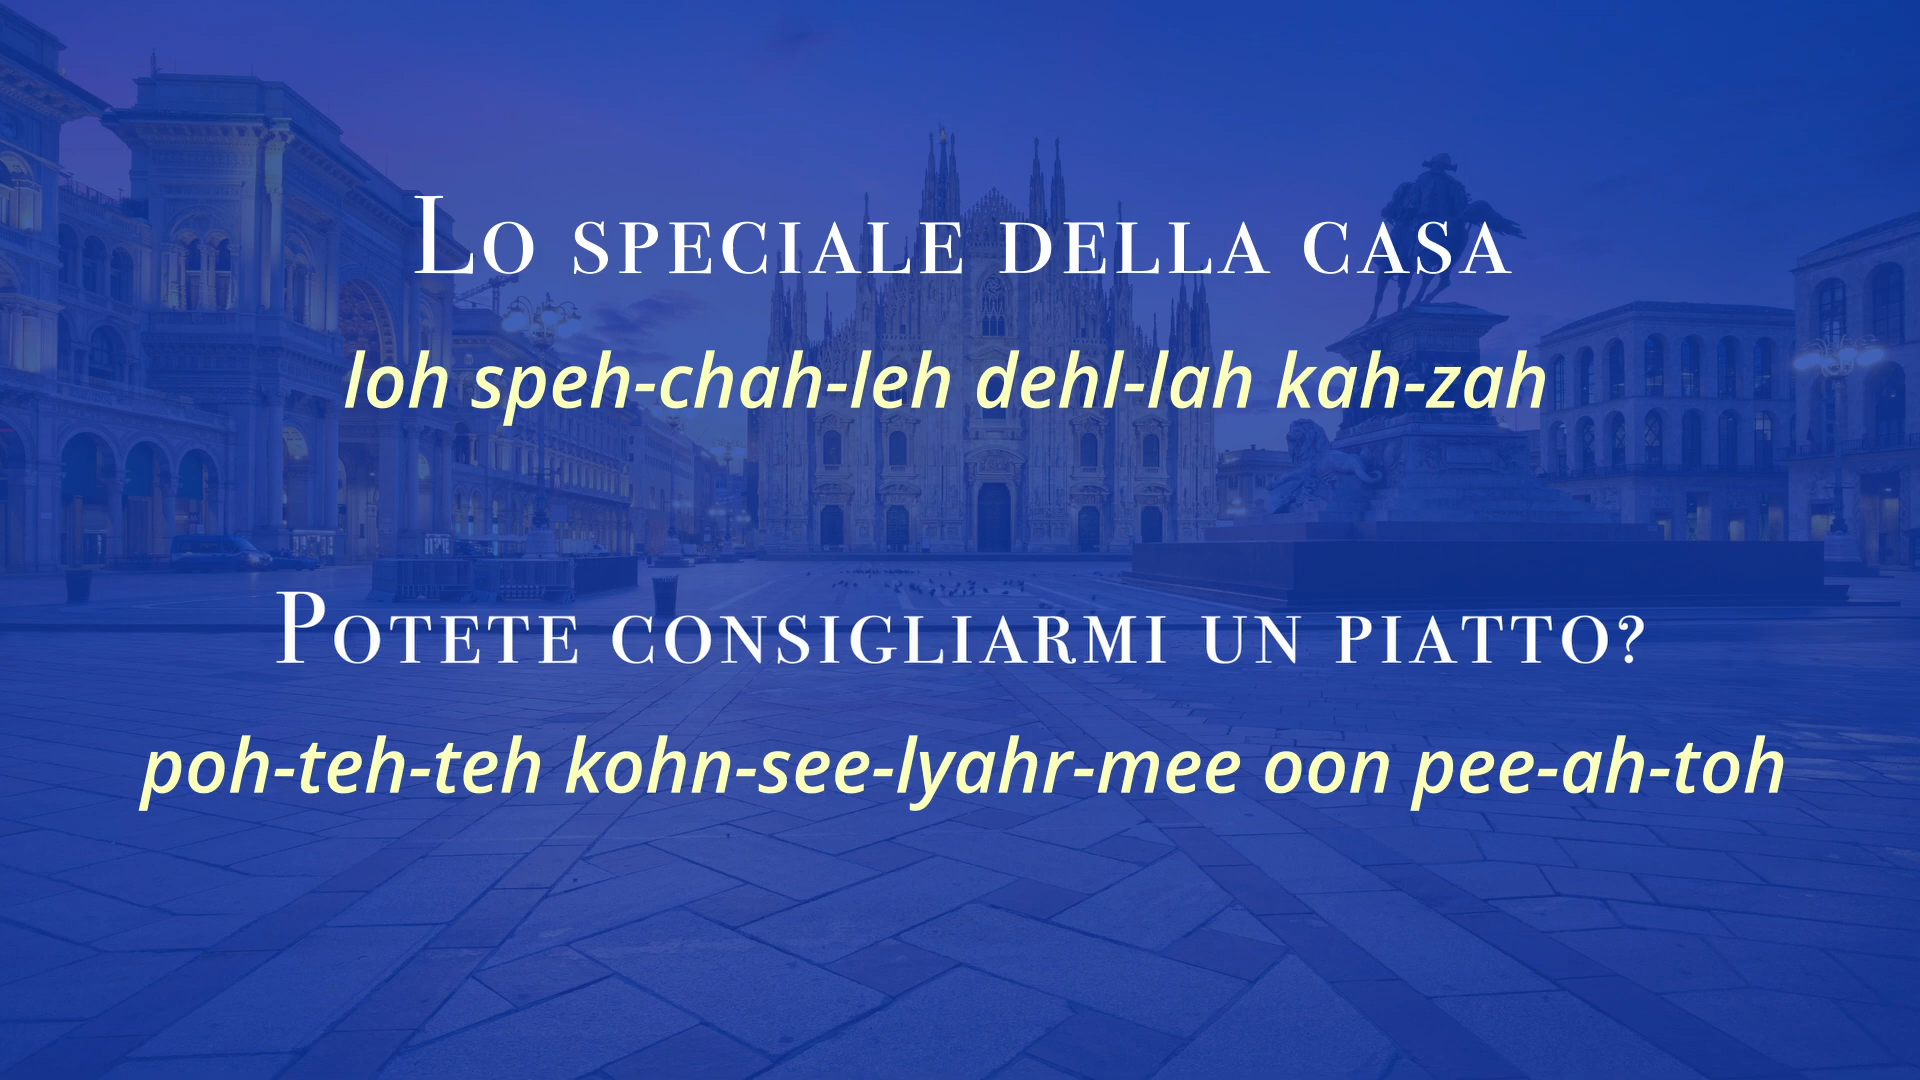 Lo speciale della casa
loh speh-chah-leh dehl-lah kah-zah
Potete consigliarmi un piatto?
poh-teh-teh kohn-see-lyahr-mee oon pee-ah-toh